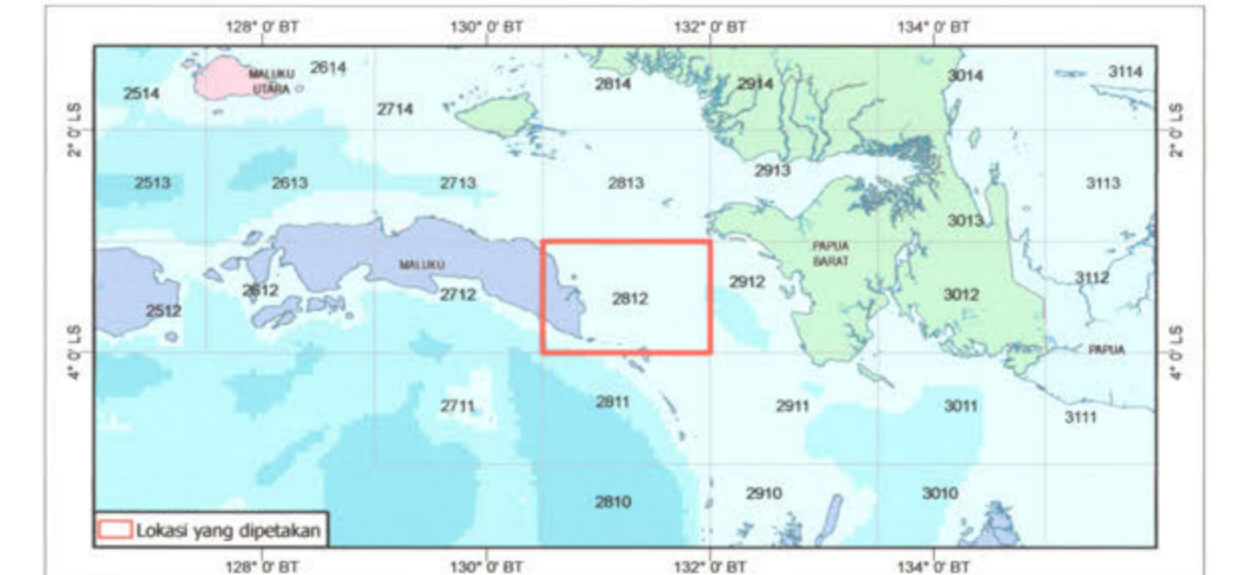 128° 0' BT 130° 0' BT 132° 0' BT 134° 0' BT
2614 2814 2914 3014 3114
MALUKU
UTARA
2514 2714
2° 0' LS 2° 0' LS
2913
2513 2613 2713 2813 3113
3013
PAPUA
BARAT
MALUKU
2512 2612 2712 2812 2912 3012 3112
4° 0' LS PAPUA 4° 0' LS
2711 2811 2911 3011 3111
2810 2910 3010
Lokasi yang dipetakan
128° 0' BT 130° 0' BT 132° 0' BT 134° 0' BT